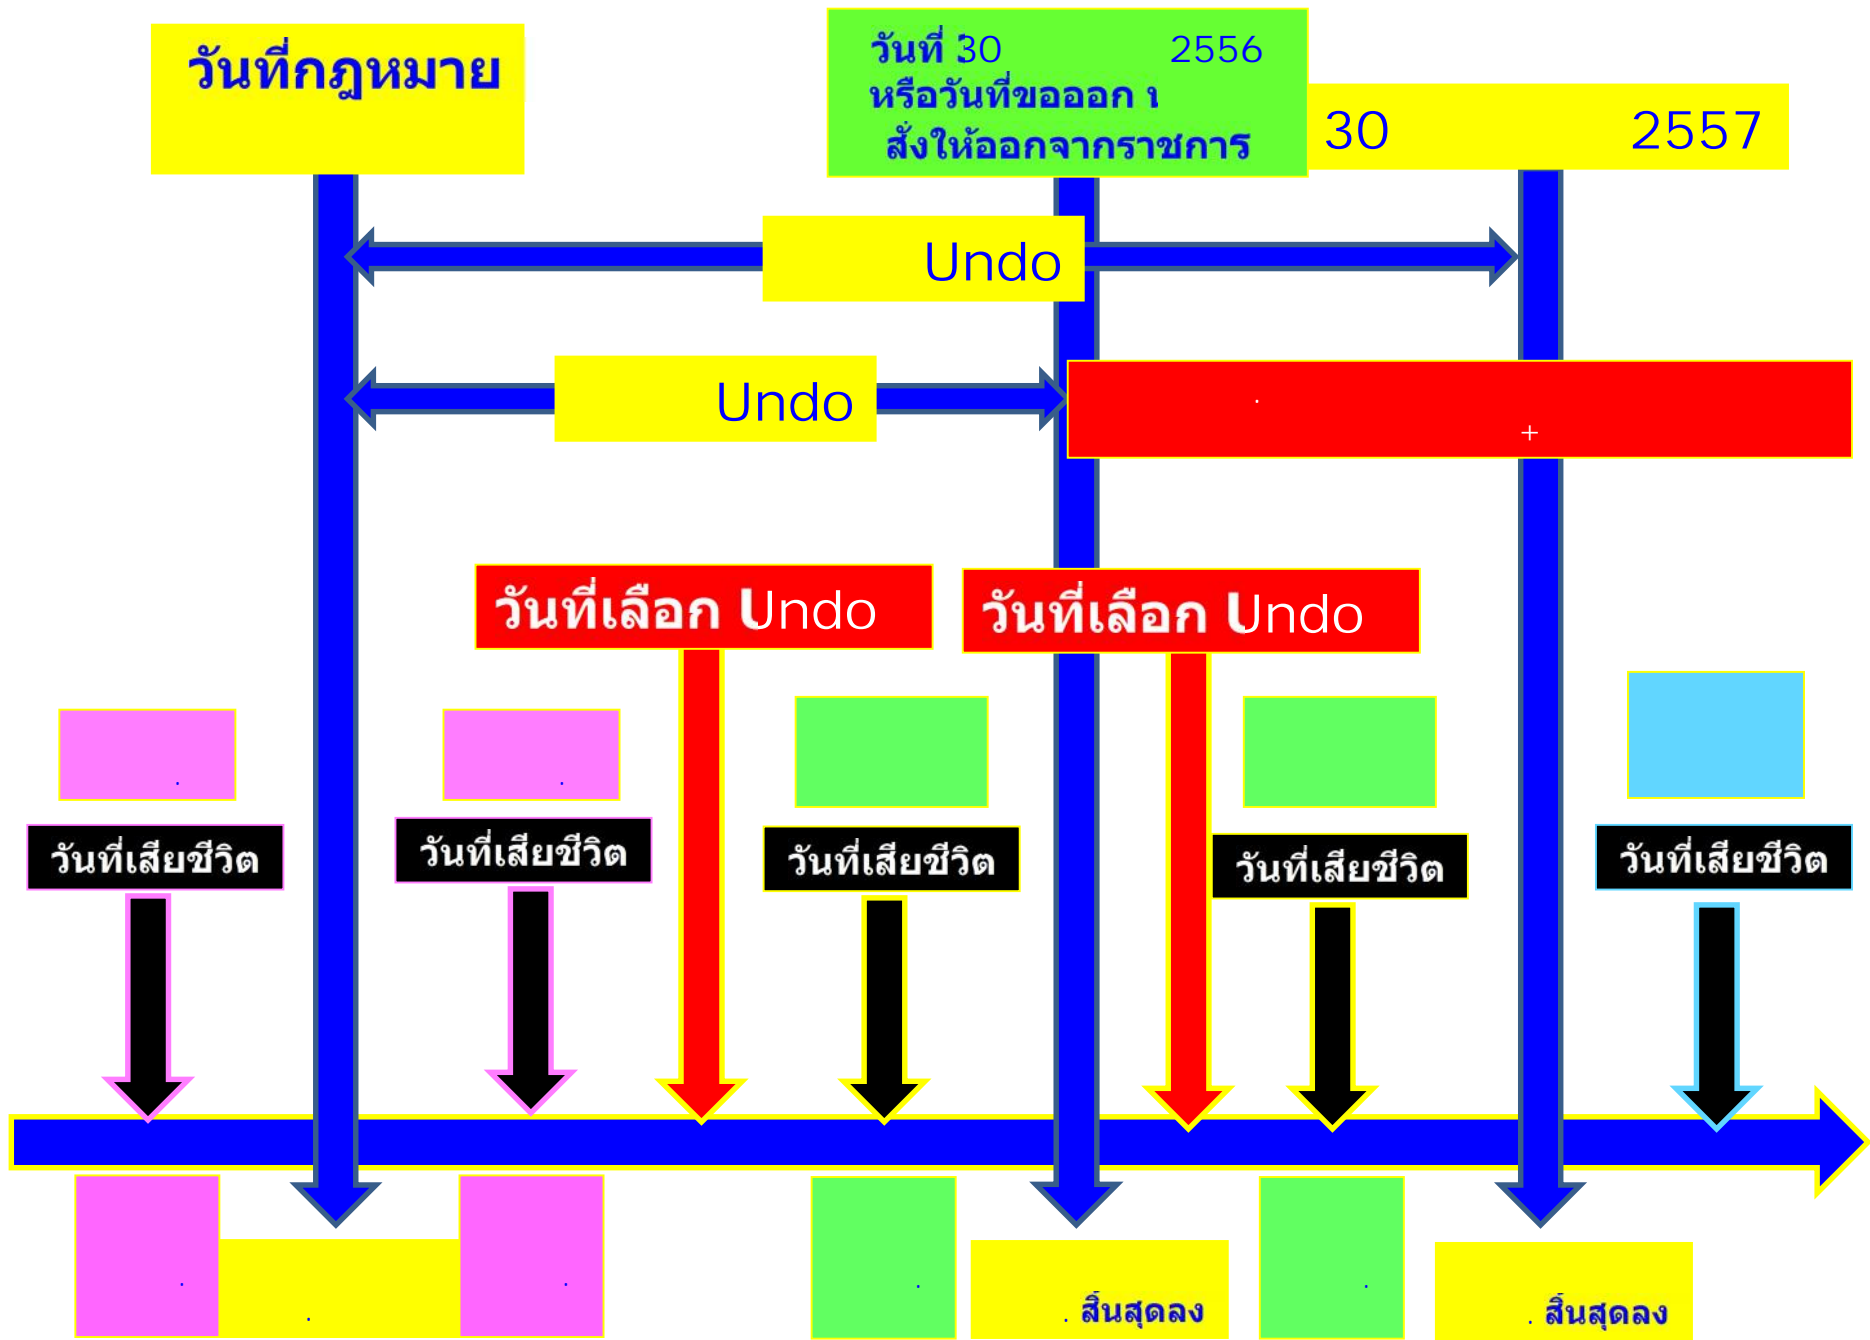 วันที่กฎหมาย
วันที่ 30 2556
หรือวันที่ขอออก
สั่งให้ออกจากราชการ
30 2557
Undo
Undo
.
+
วันที่เลือก Undo
วันที่เลือก Undo
.
.
วันที่เสียชีวิต
วันที่เสียชีวิต
วันที่เสียชีวิต
วันที่เสียชีวิต
วันที่เสียชีวิต
.
.
.
.
.
. สิ้นสุดลง
. สิ้นสุดลง